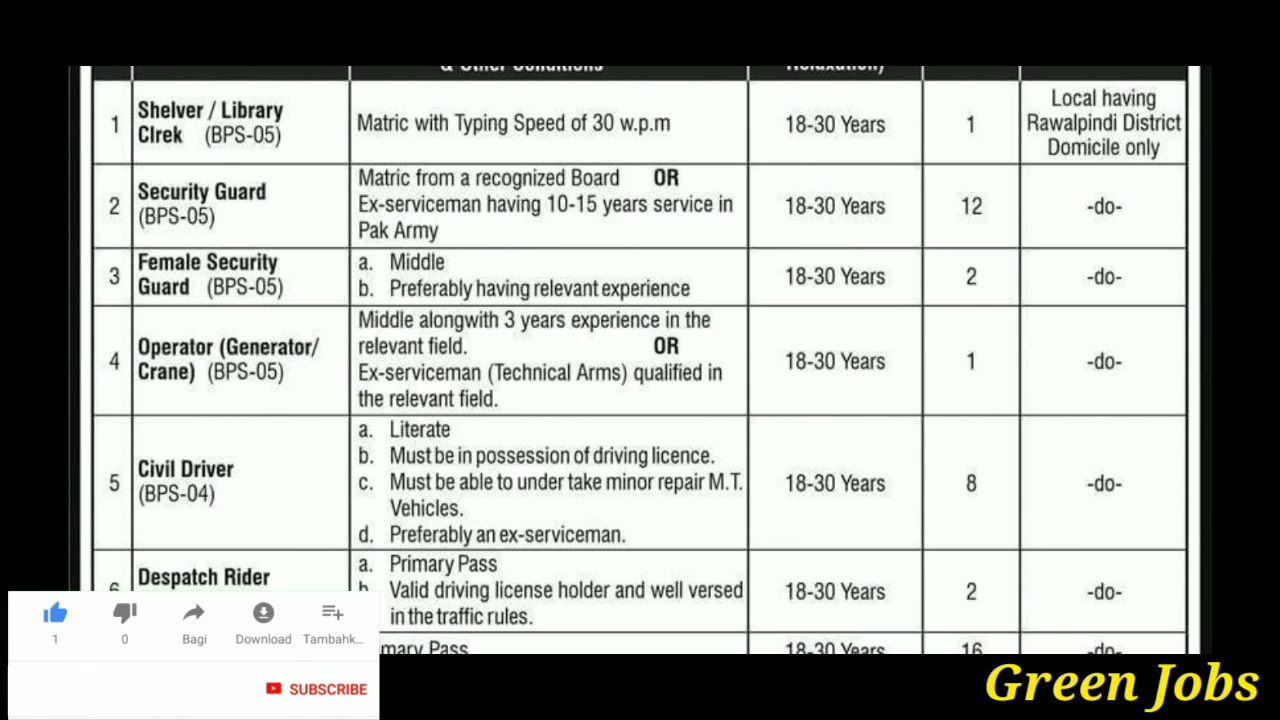 & Other Conditions Relaxation)
1 Shelver / Library Clrek (BPS-05) Matric with Typing Speed of 30 w.p.m 18-30 Years 1 Local having Rawalpindi District Domicile only
2 Security Guard (BPS-05) Matric from a recognized Board OR Ex-serviceman having 10-15 years service in Pak Army 18-30 Years 12 -do-
3 Female Security Guard (BPS-05) a. Middle b. Preferably having relevant experience 18-30 Years 2 -do-
4 Operator (Generator/ Crane) (BPS-05) Middle alongwith 3 years experience in the relevant field. OR Ex-serviceman (Technical Arms) qualified in the relevant field. 18-30 Years 1 -do-
5 Civil Driver (BPS-04) a. Literate b. Must be in possession of driving licence. c. Must be able to under take minor repair M.T. Vehicles. d. Preferably an ex-serviceman. 18-30 Years 8 -do-
6 Despatch Rider a. Primary Pass b. Valid driving license holder and well versed in the traffic rules. 18-30 Years 2 -do-
Pass 18-30 Years 16 -do-
1 0 Bagi Download Tambahk...
SUBSCRIBE
Green Jobs